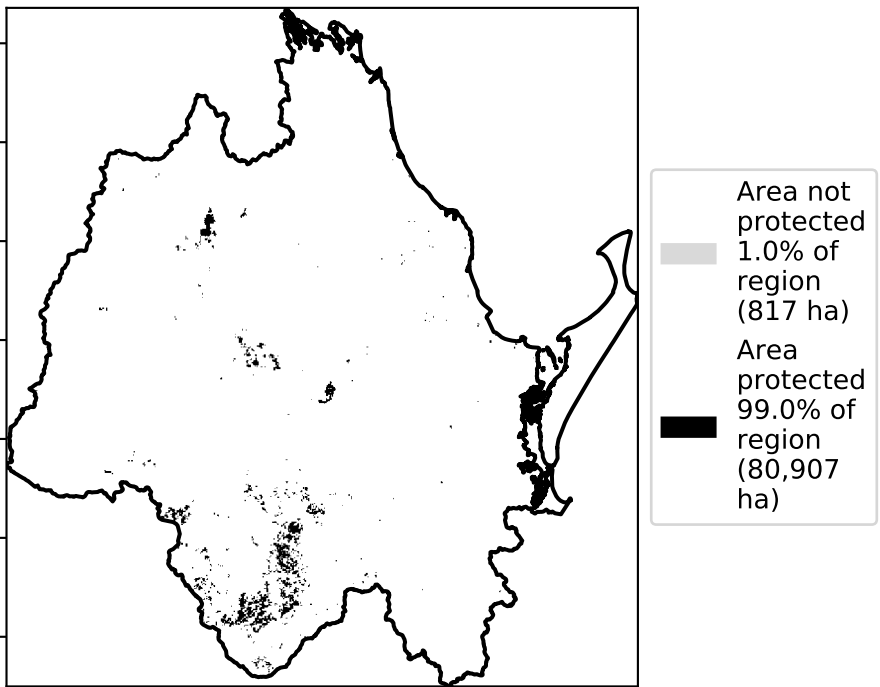 Area not
protected
1.0% of
region
(817 ha)
Area
protected
99.0% of
region
(80,907
ha)